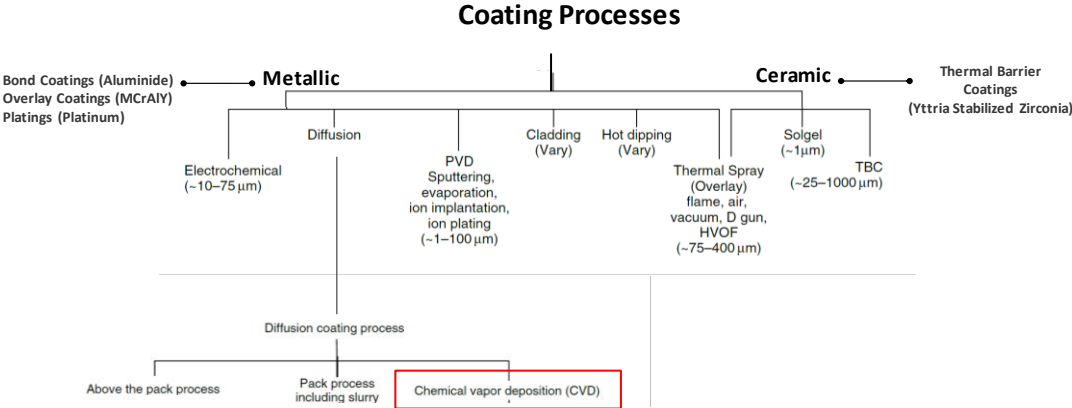 Coating Processes
Bond Coatings (Aluminide)
Overlay Coatings (MCrAlY)
Platings (Platinum)
Metallic
Ceramic
Thermal Barrier
Coatings
(Yttria Stabilized Zirconia)
Electrochemical
(~10–75 μm)
Diffusion
PVD
Sputtering,
evaporation,
ion implantation,
ion plating
(~1–100 μm)
Cladding
(Vary)
Hot dipping
(Vary)
Thermal Spray
(Overlay)
flame, air,
vacuum, D gun,
HVOF
(~75–400 μm)
Solgel
(~1μm)
TBC
(~25–1000 μm)
Diffusion coating process
Above the pack process
Pack process
including slurry
Chemical vapor deposition (CVD)